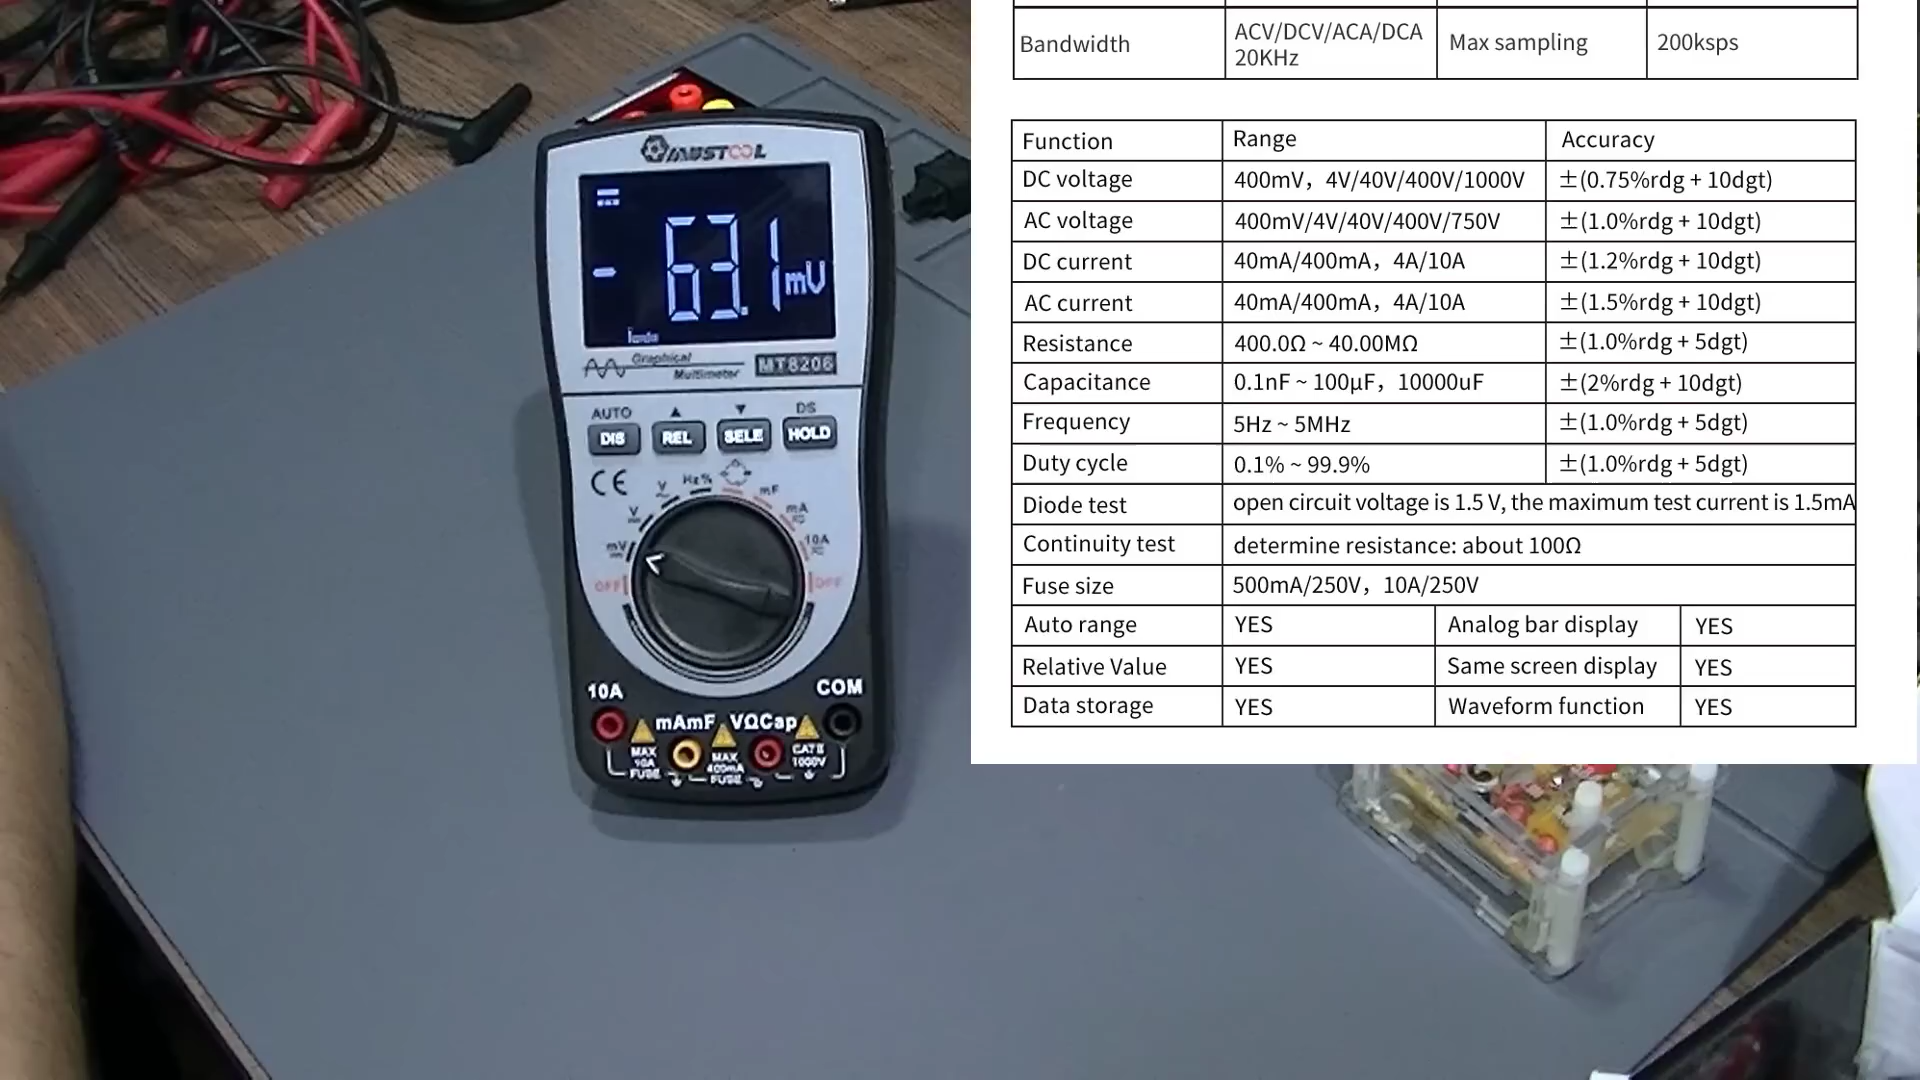 MUSTOOL
- 63.1 mV
Graphical
Multimeter
MT8206
AUTO ▲ ▼ DS
DIS REL SELE HOLD
CE
V V Hz% mF mA
mV 10A
OFF OFF
10A COM
mAmF VΩCap
MAX 10A FUSE
MAX 400mA FUSE
CAT II 1000V
Bandwidth ACV/DCV/ACA/DCA 20KHz Max sampling 200ksps
Function Range Accuracy
DC voltage 400mV, 4V/40V/400V/1000V ±(0.75%rdg + 10dgt)
AC voltage 400mV/4V/40V/400V/750V ±(1.0%rdg + 10dgt)
DC current 40mA/400mA, 4A/10A ±(1.2%rdg + 10dgt)
AC current 40mA/400mA, 4A/10A ±(1.5%rdg + 10dgt)
Resistance 400.0Ω ~ 40.00MΩ ±(1.0%rdg + 5dgt)
Capacitance 0.1nF ~ 100μF, 10000uF ±(2%rdg + 10dgt)
Frequency 5Hz ~ 5MHz ±(1.0%rdg + 5dgt)
Duty cycle 0.1% ~ 99.9% ±(1.0%rdg + 5dgt)
Diode test open circuit voltage is 1.5 V, the maximum test current is 1.5mA
Continuity test determine resistance: about 100Ω
Fuse size 500mA/250V, 10A/250V
Auto range YES Analog bar display YES
Relative Value YES Same screen display YES
Data storage YES Waveform function YES